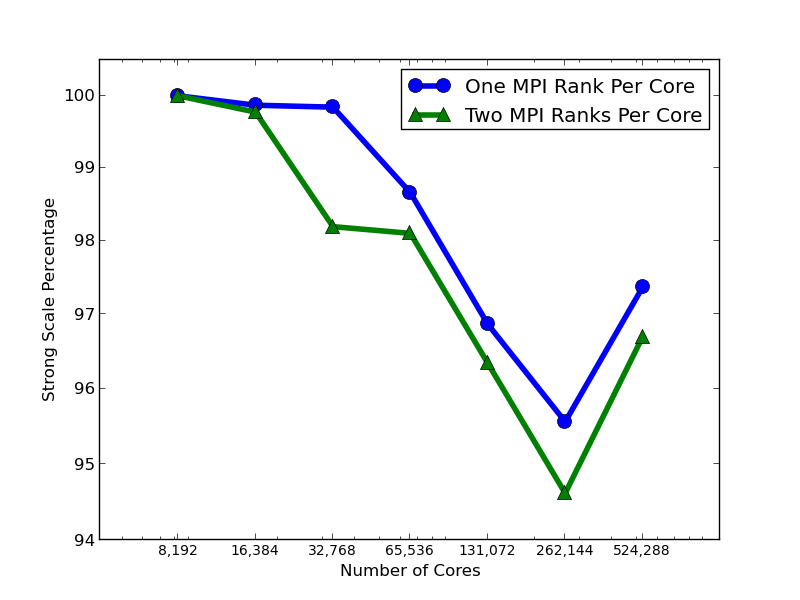 One MPI Rank Per Core
Two MPI Ranks Per Core
100
99
98
97
96
95
94
Strong Scale Percentage
8,192 16,384 32,768 65,536 131,072 262,144 524,288
Number of Cores